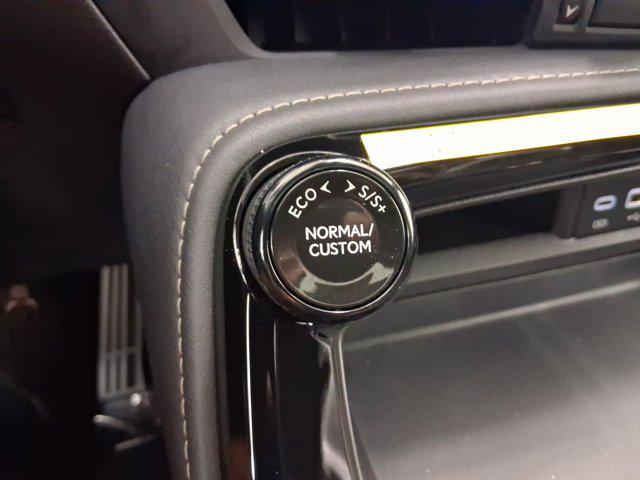 ECO < > S/S+
NORMAL/
CUSTOM